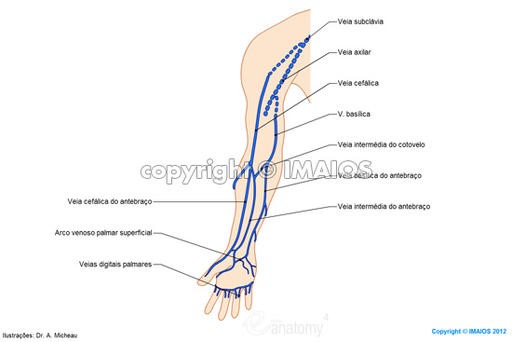 Veia subclávia
Veia axilar
Veia cefálica
V. basílica
Veia intermédia do cotovelo
copyright © IMAIOS
Veia basílica do antebraço
Veia cefálica do antebraço
Veia intermédia do antebraço
Arco venoso palmar superficial
Veias digitais palmares
e anatomy 4
Ilustrações: Dr. A. Micheau
Copyright © IMAIOS 2012